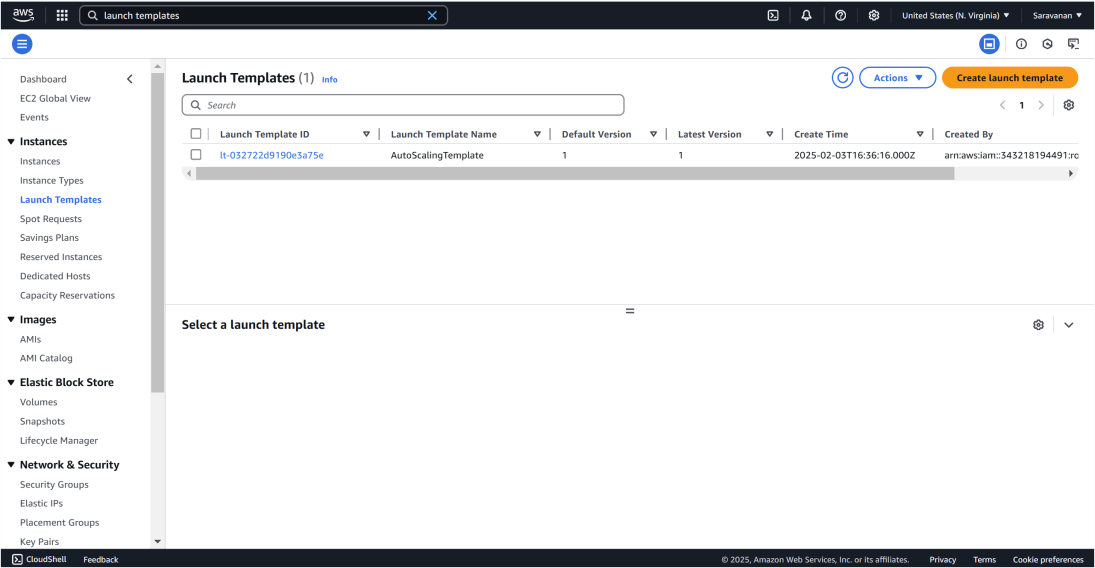 aws
launch templates
United States (N. Virginia)
Saravanan
Dashboard
EC2 Global View
Events
Instances
Instances
Instance Types
Launch Templates
Spot Requests
Savings Plans
Reserved Instances
Dedicated Hosts
Capacity Reservations
Images
AMIs
AMI Catalog
Elastic Block Store
Volumes
Snapshots
Lifecycle Manager
Network & Security
Security Groups
Elastic IPs
Placement Groups
Key Pairs
Launch Templates (1) Info
Actions
Create launch template
Search
1
Launch Template ID Launch Template Name Default Version Latest Version Create Time Created By
lt-032722d9190e3a75e AutoScalingTemplate 1 1 2025-02-03T16:36:16.000Z arn:aws:iam::343218194491:ro
Select a launch template
CloudShell Feedback © 2025, Amazon Web Services, Inc. or its affiliates. Privacy Terms Cookie preferences